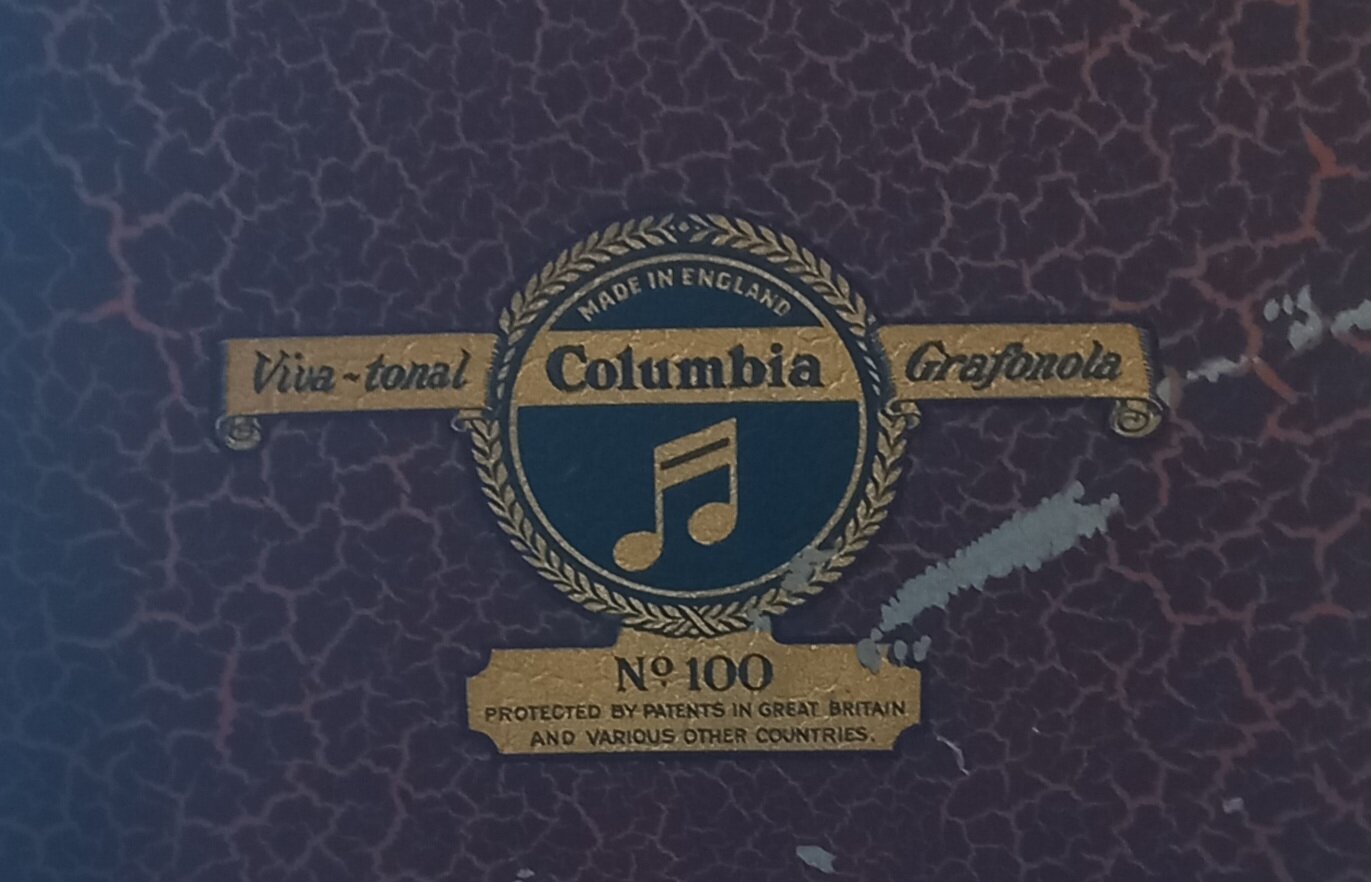 MADE IN ENGLAND
Viva-tonal Columbia Grafonola
Nº 100
PROTECTED BY PATENTS IN GREAT BRITAIN
AND VARIOUS OTHER COUNTRIES.